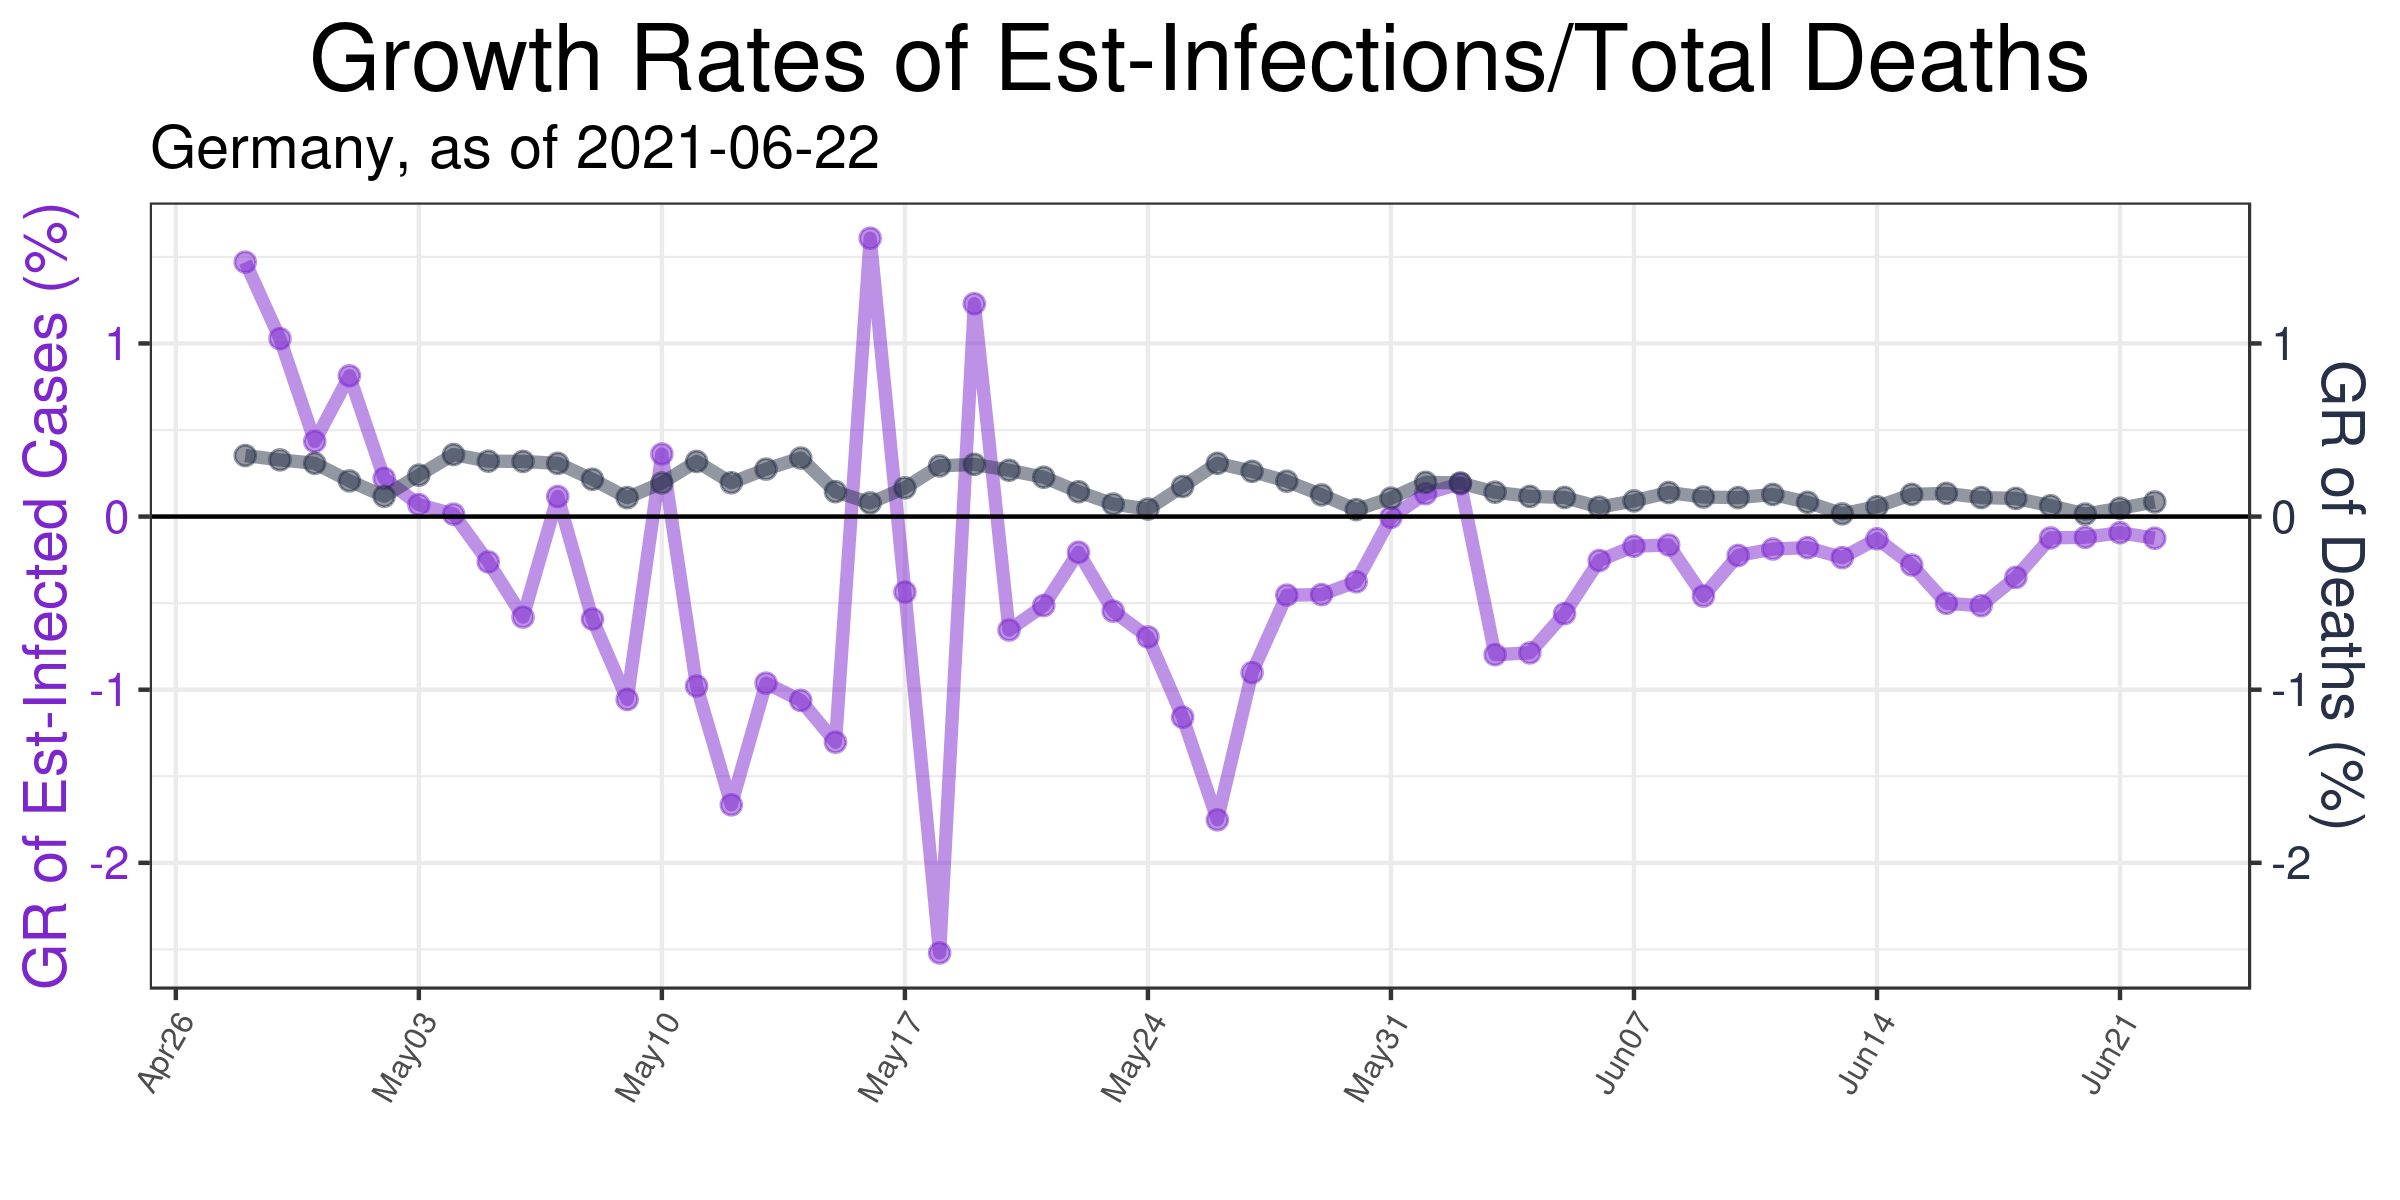 Growth Rates of Est-Infections/Total Deaths
Germany, as of 2021-06-22
GR of Est-Infected Cases (%)
1
0
-1
-2
1
0
-1
-2
GR of Deaths (%)
Apr26
May03
May10
May17
May24
May31
Jun07
Jun14
Jun21